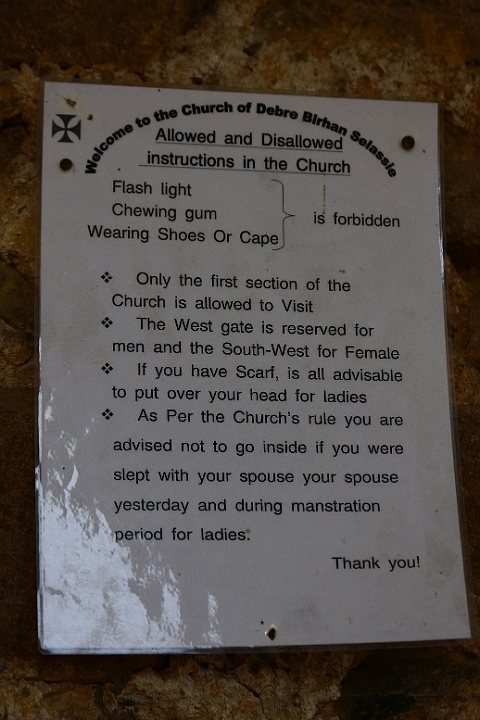 Welcome to the Church of Debre Birhan Selassie
Allowed and Disallowed
instructions in the Church
Flash light
Chewing gum
is forbidden
Wearing Shoes Or Cape
Only the first section of the
Church is allowed to Visit
The West gate is reserved for
men and the South-West for Female
If you have Scarf, is all advisable
to put over your head for ladies
As Per the Church's rule you are
advised not to go inside if you were
slept with your spouse your spouse
yesterday and during manstration
period for ladies.
Thank you!